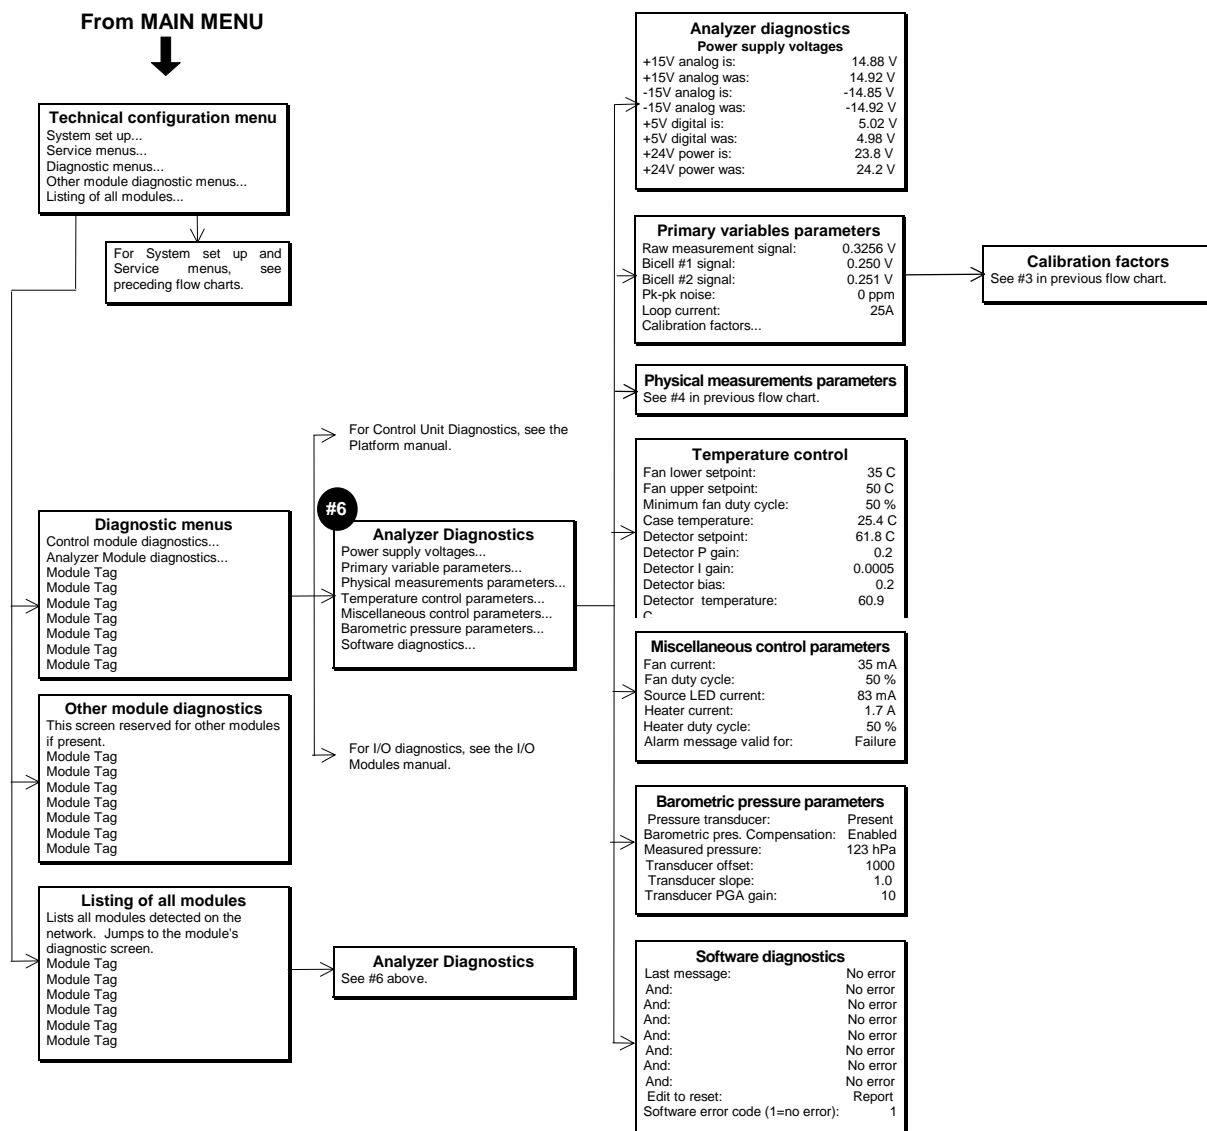 From MAIN MENU
Technical configuration menu
System set up...
Service menus...
Diagnostic menus...
Other module diagnostic menus...
Listing of all modules...
For System set up and
Service menus, see
preceding flow charts.
Diagnostic menus
Control module diagnostics...
Analyzer Module diagnostics...
Module Tag
Module Tag
Module Tag
Module Tag
Module Tag
Module Tag
Module Tag
Other module diagnostics
This screen reserved for other modules
if present.
Module Tag
Module Tag
Module Tag
Module Tag
Module Tag
Module Tag
Module Tag
Listing of all modules
Lists all modules detected on the
network. Jumps to the module's
diagnostic screen.
Module Tag
Module Tag
Module Tag
Module Tag
Module Tag
Module Tag
For Control Unit Diagnostics, see the
Platform manual.
#6
Analyzer Diagnostics
Power supply voltages...
Primary variable parameters...
Physical measurements parameters...
Temperature control parameters...
Miscellaneous control parameters...
Barometric pressure parameters...
Software diagnostics...
For I/O diagnostics, see the I/O
Modules manual.
Analyzer Diagnostics
See #6 above.
Analyzer diagnostics
Power supply voltages
+15V analog is: 14.88 V
+15V analog was: 14.92 V
-15V analog is: -14.85 V
-15V analog was: -14.92 V
+5V digital is: 5.02 V
+5V digital was: 4.98 V
+24V power is: 23.8 V
+24V power was: 24.2 V
Primary variables parameters
Raw measurement signal: 0.3256 V
Bicell #1 signal: 0.250 V
Bicell #2 signal: 0.251 V
Pk-pk noise: 0 ppm
Loop current: 25A
Calibration factors...
Calibration factors
See #3 in previous flow chart.
Physical measurements parameters
See #4 in previous flow chart.
Temperature control
Fan lower setpoint: 35 C
Fan upper setpoint: 50 C
Minimum fan duty cycle: 50 %
Case temperature: 25.4 C
Detector setpoint: 61.8 C
Detector P gain: 0.2
Detector I gain: 0.0005
Detector bias: 0.2
Detector temperature: 60.9
C
Miscellaneous control parameters
Fan current: 35 mA
Fan duty cycle: 50 %
Source LED current: 83 mA
Heater current: 1.7 A
Heater duty cycle: 50 %
Alarm message valid for: Failure
Barometric pressure parameters
Pressure transducer: Present
Barometric pres. Compensation: Enabled
Measured pressure: 123 hPa
Transducer offset: 1000
Transducer slope: 1.0
Transducer PGA gain: 10
Software diagnostics
Last message: No error
And: No error
And: No error
And: No error
And: No error
And: No error
And: No error
And: No error
Edit to reset: Report
Software error code (1=no error): 1